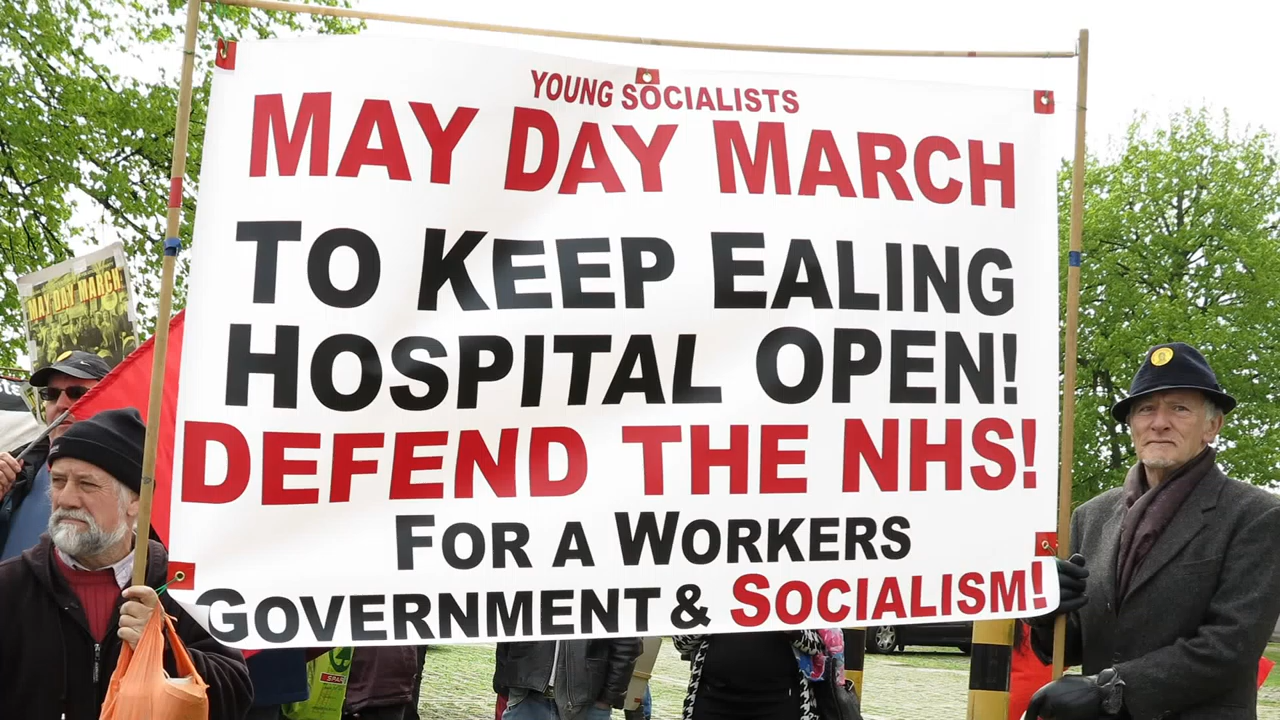 YOUNG SOCIALISTS
MAY DAY MARCH
TO KEEP EALING
HOSPITAL OPEN!
DEFEND THE NHS!
FOR A WORKERS
GOVERNMENT & SOCIALISM!
MAY DAY MARCH
SPAR